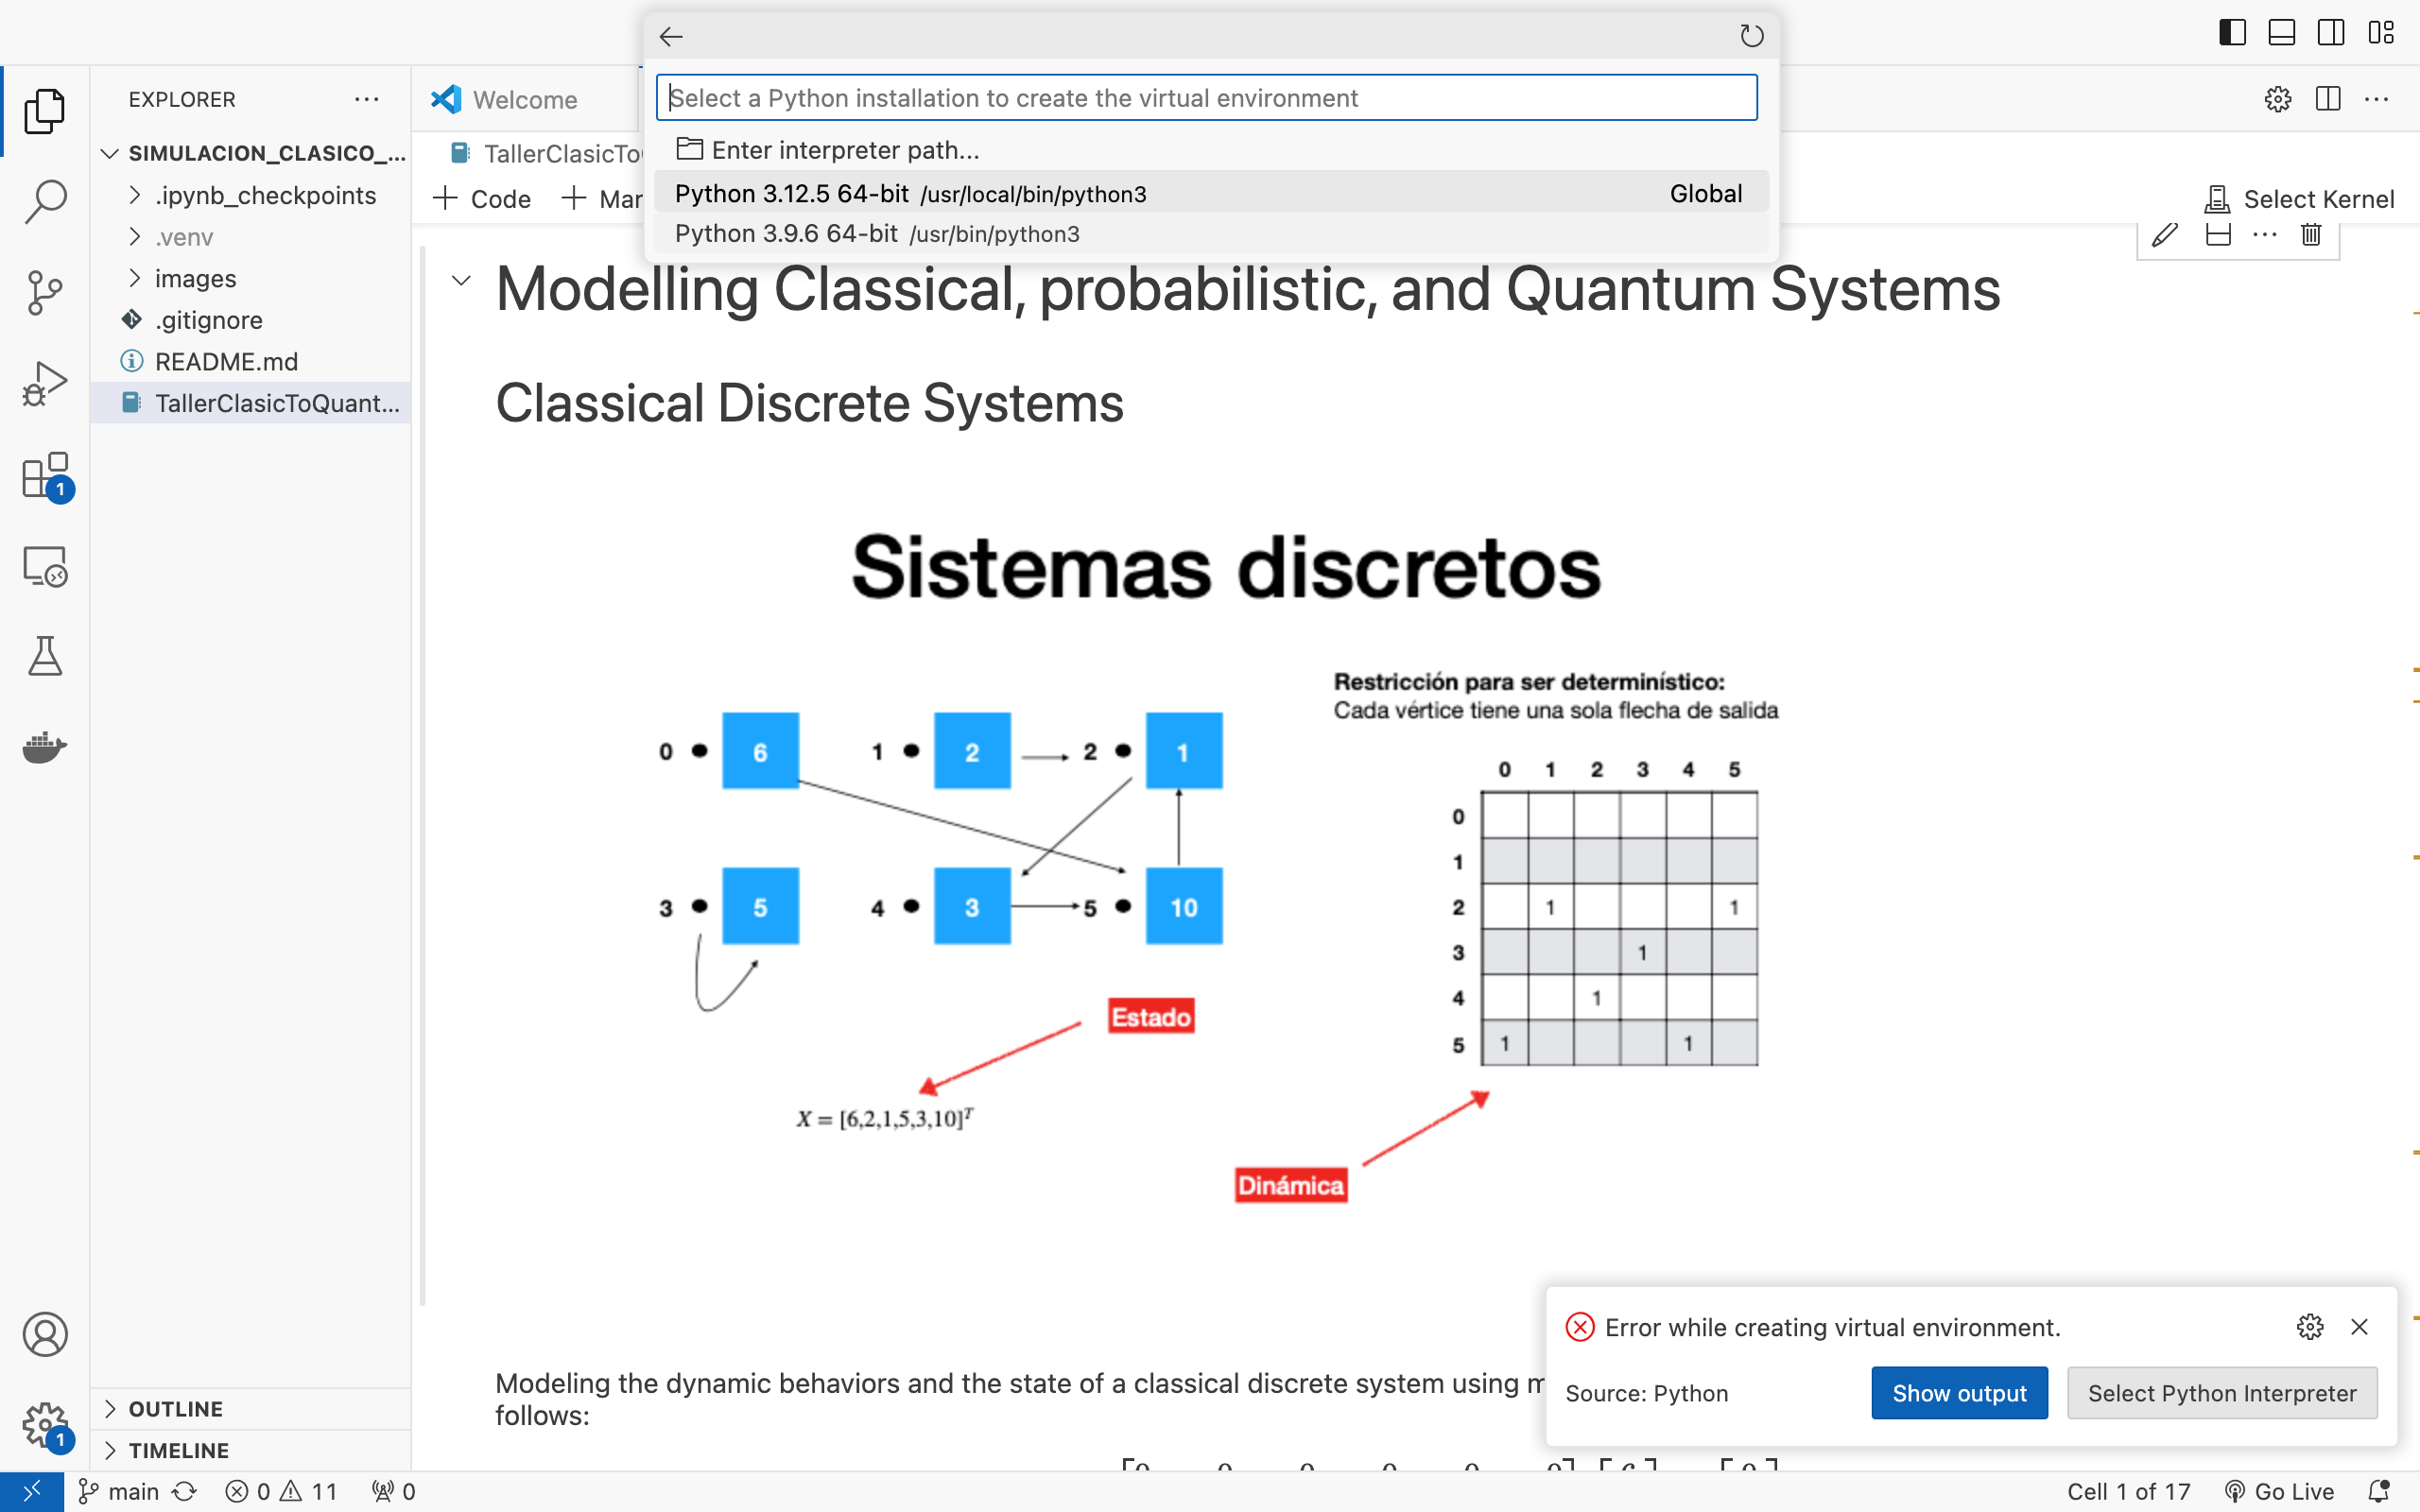 Select a Python installation to create the virtual environment
Enter interpreter path...
Python 3.12.5 64-bit /usr/local/bin/python3 Global
Python 3.9.6 64-bit /usr/bin/python3
EXPLORER
SIMULACION_CLASICO_...
.ipynb_checkpoints
.venv
images
.gitignore
README.md
TallerClasicToQuant...
OUTLINE
TIMELINE
1
1
Welcome
TallerClasicTo
Code
Select Kernel
Modelling Classical, probabilistic, and Quantum Systems
Classical Discrete Systems
Sistemas discretos
Restricción para ser determinístico:
Cada vértice tiene una sola flecha de salida
0 6 1 2 2 1
3 5 4 3 5 10
0 1 2 3 4 5
0
1
2 1 1
3 1
4 1
5 1 1
Estado
X = [6,2,1,5,3,10]ᵀ
Dinámica
Modeling the dynamic behaviors and the state of a classical discrete system using
follows:
Error while creating virtual environment.
Source: Python
Show output
Select Python Interpreter
main 0 11 0
Cell 1 of 17 Go Live